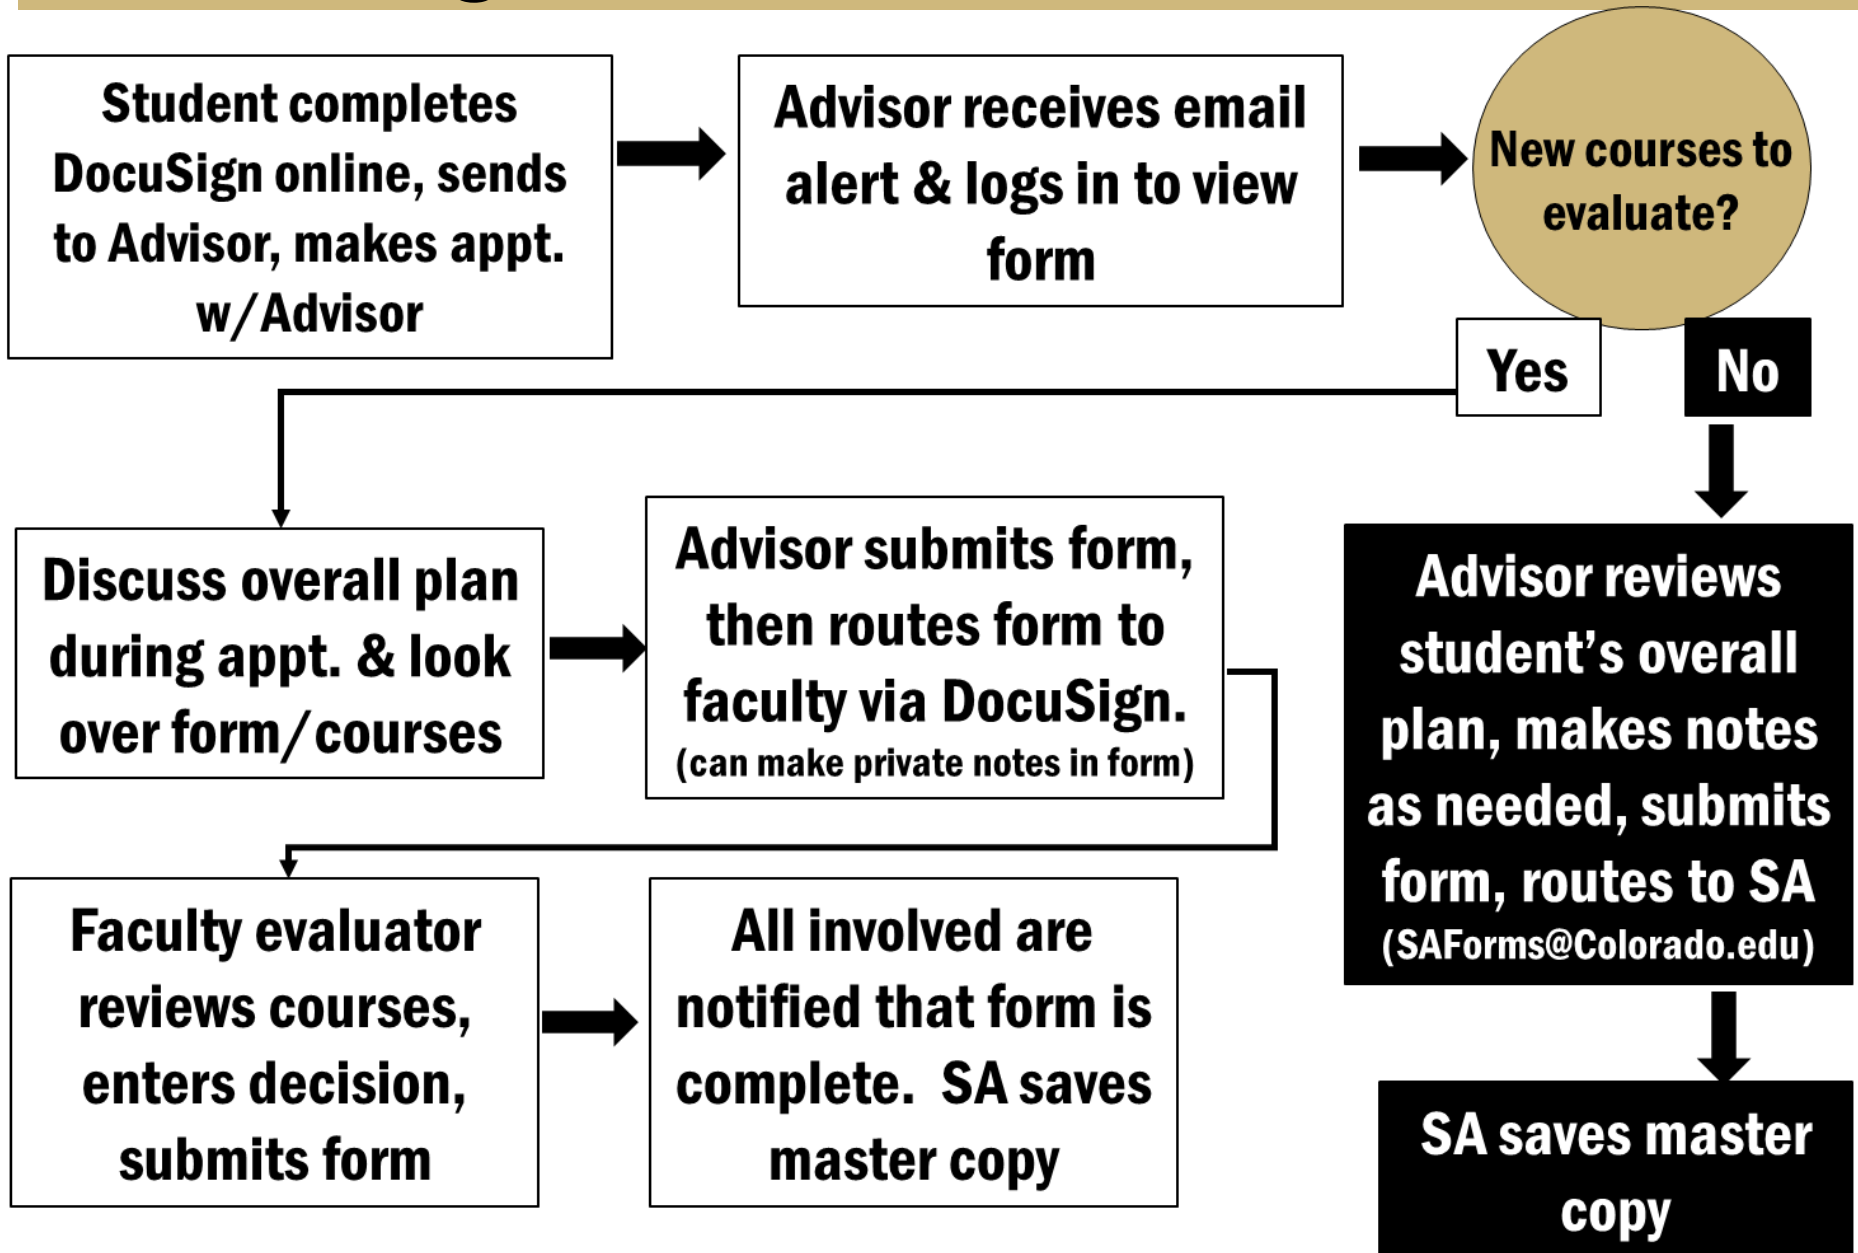 Student completes
DocuSign online, sends
to Advisor, makes appt.
w/Advisor
Advisor receives email
alert & logs in to view
form
New courses to
evaluate?
Yes
No
Discuss overall plan
during appt. & look
over form/courses
Advisor submits form,
then routes form to
faculty via DocuSign.
(can make private notes in form)
Advisor reviews
student’s overall
plan, makes notes
as needed, submits
form, routes to SA
(SAForms@Colorado.edu)
Faculty evaluator
reviews courses,
enters decision,
submits form
All involved are
notified that form is
complete.  SA saves
master copy
SA saves master
copy